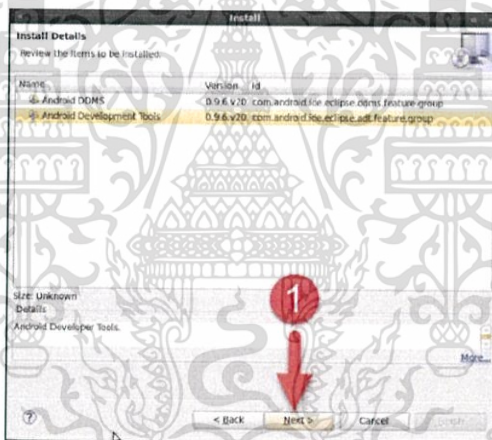 Install
Install Details
Review the items to be installed.
Name Version Id
Android DDMS 0.9.6.v20 com.android.ide.eclipse.ddms.feature.group
Android Development Tools 0.9.6.v20 com.android.ide.eclipse.adt.feature.group
1
Size: Unknown
Details
Android Developer Tools.
More...
? < Back Next > Cancel Finish